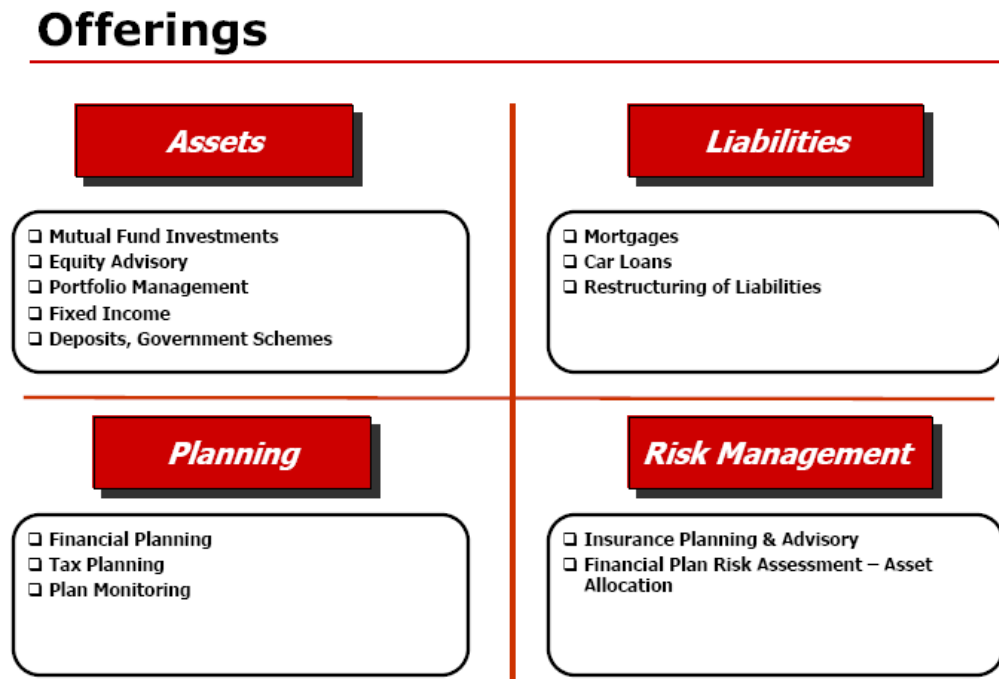 Offerings
Assets
❑ Mutual Fund Investments
❑ Equity Advisory
❑ Portfolio Management
❑ Fixed Income
❑ Deposits, Government Schemes
Liabilities
❑ Mortgages
❑ Car Loans
❑ Restructuring of Liabilities
Planning
❑ Financial Planning
❑ Tax Planning
❑ Plan Monitoring
Risk Management
❑ Insurance Planning & Advisory
❑ Financial Plan Risk Assessment – Asset
Allocation